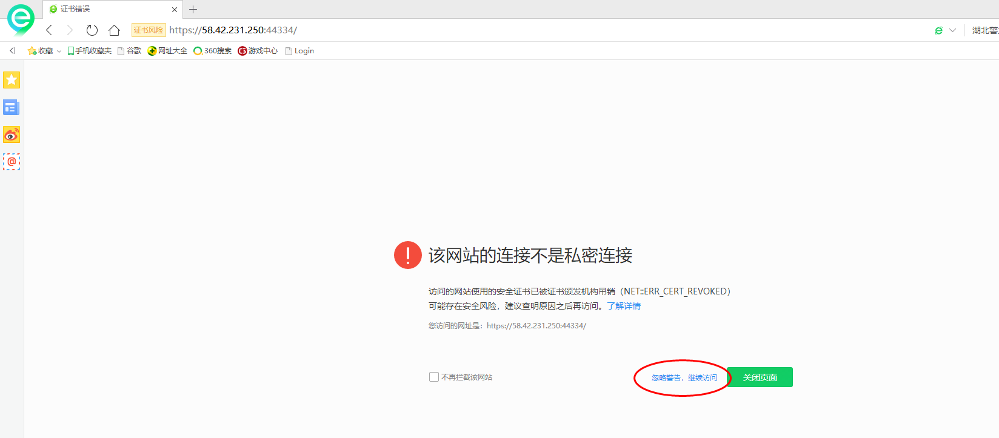 证书错误
证书风险 https://58.42.231.250:44334/ 湖北警
收藏 手机收藏夹 谷歌 网址大全 360搜索 游戏中心 Login
该网站的连接不是私密连接
访问的网站使用的安全证书已被证书颁发机构吊销（NET::ERR_CERT_REVOKED）
可能存在安全风险，建议查明原因之后再访问。了解详情
您访问的网址是：https://58.42.231.250:44334/
不再拦截该网站 忽略警告，继续访问 关闭页面